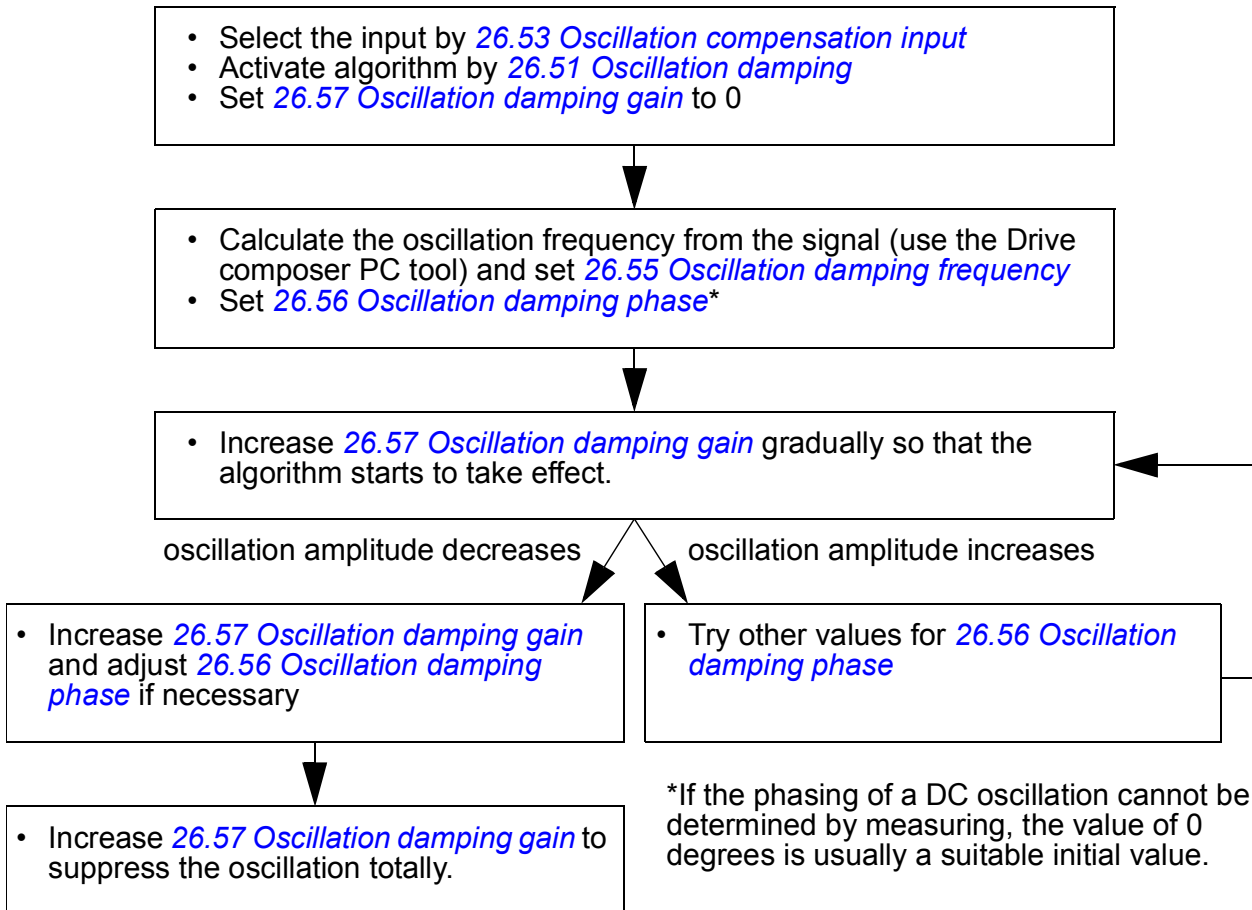 • Select the input by 26.53 Oscillation compensation input
• Activate algorithm by 26.51 Oscillation damping
• Set 26.57 Oscillation damping gain to 0
• Calculate the oscillation frequency from the signal (use the Drive
composer PC tool) and set 26.55 Oscillation damping frequency
• Set 26.56 Oscillation damping phase*
• Increase 26.57 Oscillation damping gain gradually so that the
algorithm starts to take effect.
oscillation amplitude decreases
oscillation amplitude increases
• Increase 26.57 Oscillation damping gain
and adjust 26.56 Oscillation damping
phase if necessary
• Try other values for 26.56 Oscillation
damping phase
• Increase 26.57 Oscillation damping gain to
suppress the oscillation totally.
*If the phasing of a DC oscillation cannot be
determined by measuring, the value of 0
degrees is usually a suitable initial value.